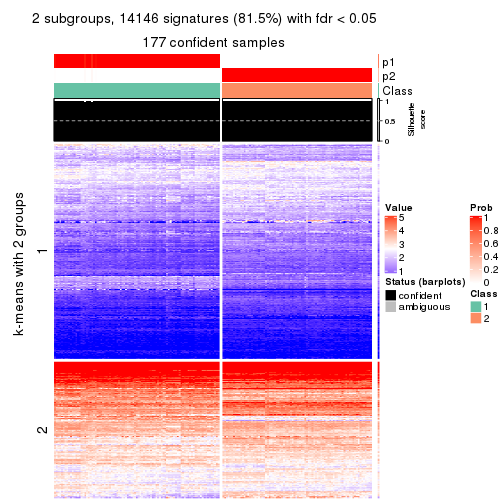 2 subgroups, 14146 signatures (81.5%) with fdr < 0.05
177 confident samples
p1
p2
Class
1
0.5
0
Silhouette
score
k-means with 2 groups
1
2
Value
5
4
3
2
1
Status (barplots)
confident
ambiguous
Prob
1
0.8
0.6
0.4
0.2
0
Class
1
2